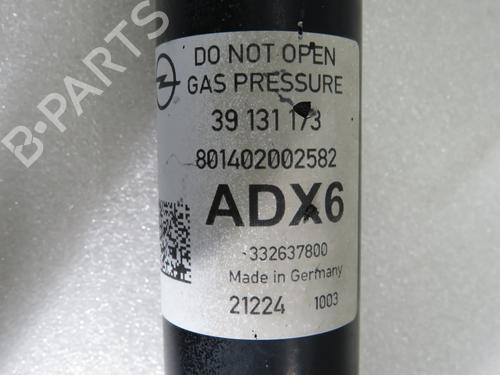 DO NOT OPEN
GAS PRESSURE
39 131 173
801402002582
ADX6
-332637800
Made in Germany
21224 1003
B-PARTS